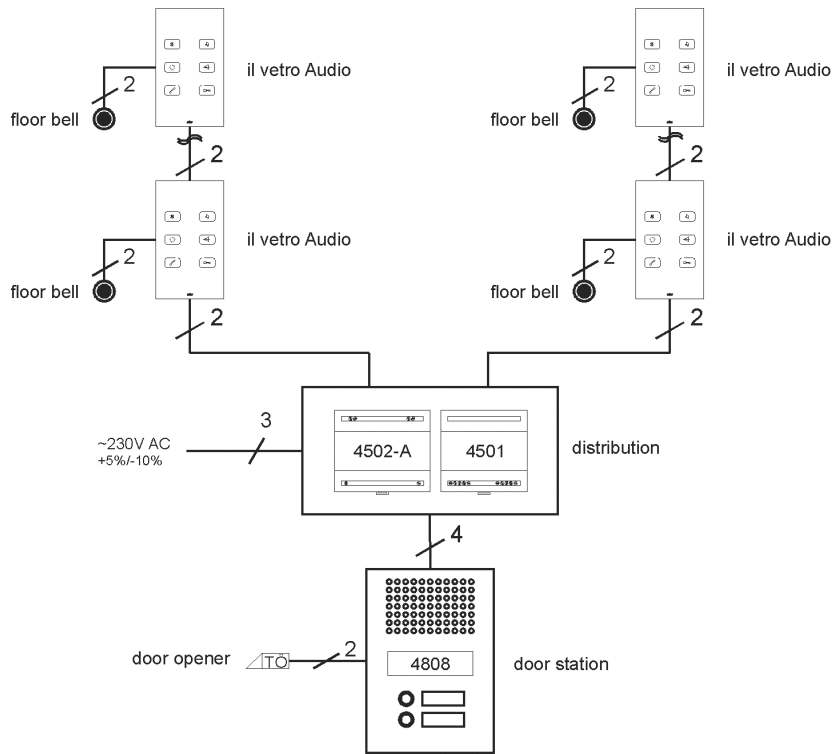 2
il vetro Audio
floor bell
2
2
il vetro Audio
floor bell
2
2
il vetro Audio
floor bell
2
2
il vetro Audio
floor bell
2
3
~230V AC
+5%/-10%
4502-A
4501
distribution
4
door opener
TÖ
2
4808
door station